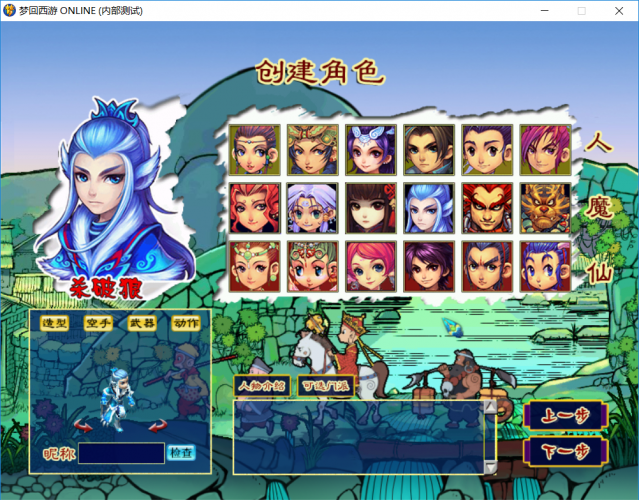 梦回西游 ONLINE (内部测试)
创建角色
人
魔
仙
杀破狼
造型 空手 武器 动作
人物介绍 可选门派
昵称 检查
上一步
下一步